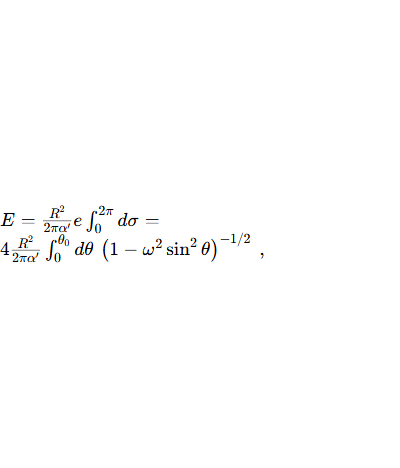 $E = \frac{R^2}{2\pi\alpha'} e \int_0^{2\pi} d\sigma =$
$4 \frac{R^2}{2\pi\alpha'} \int_0^{\theta_0} d\theta \, \left(1 - \omega^2 \sin^2 \theta\right)^{-1/2} \, ,$